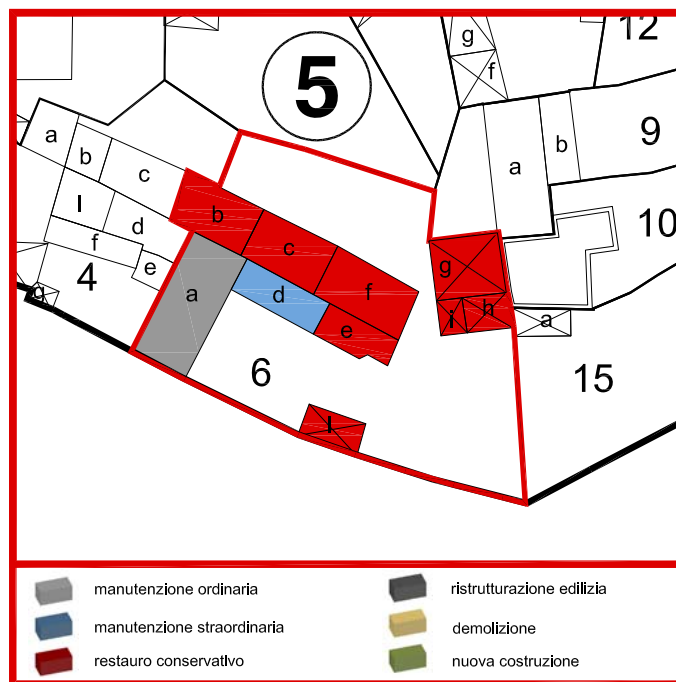 12
g
f
5
9
a
b
a
b
c
l
d
b
10
f
c
e
g
4
a
f
g
d
i
h
e
a
6
15
l
manutenzione ordinaria
ristrutturazione edilizia
manutenzione straordinaria
demolizione
restauro conservativo
nuova costruzione